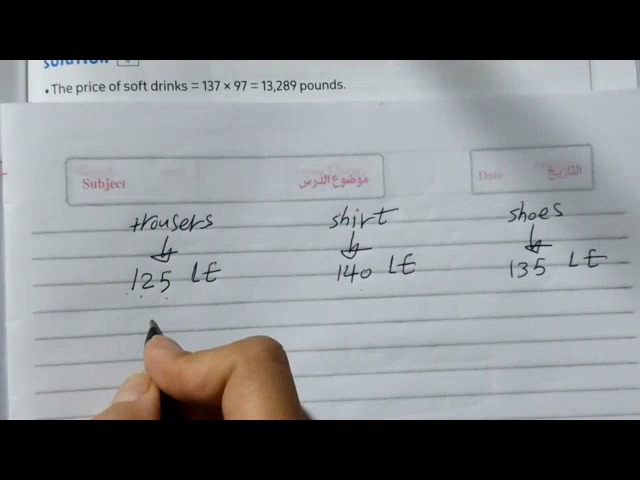 solution
• The price of soft drinks = 137 × 97 = 13,289 pounds.
Subject موضوع الدرس Date التاريخ
trousers shirt shoes
125 LE 140 LE 135 LE